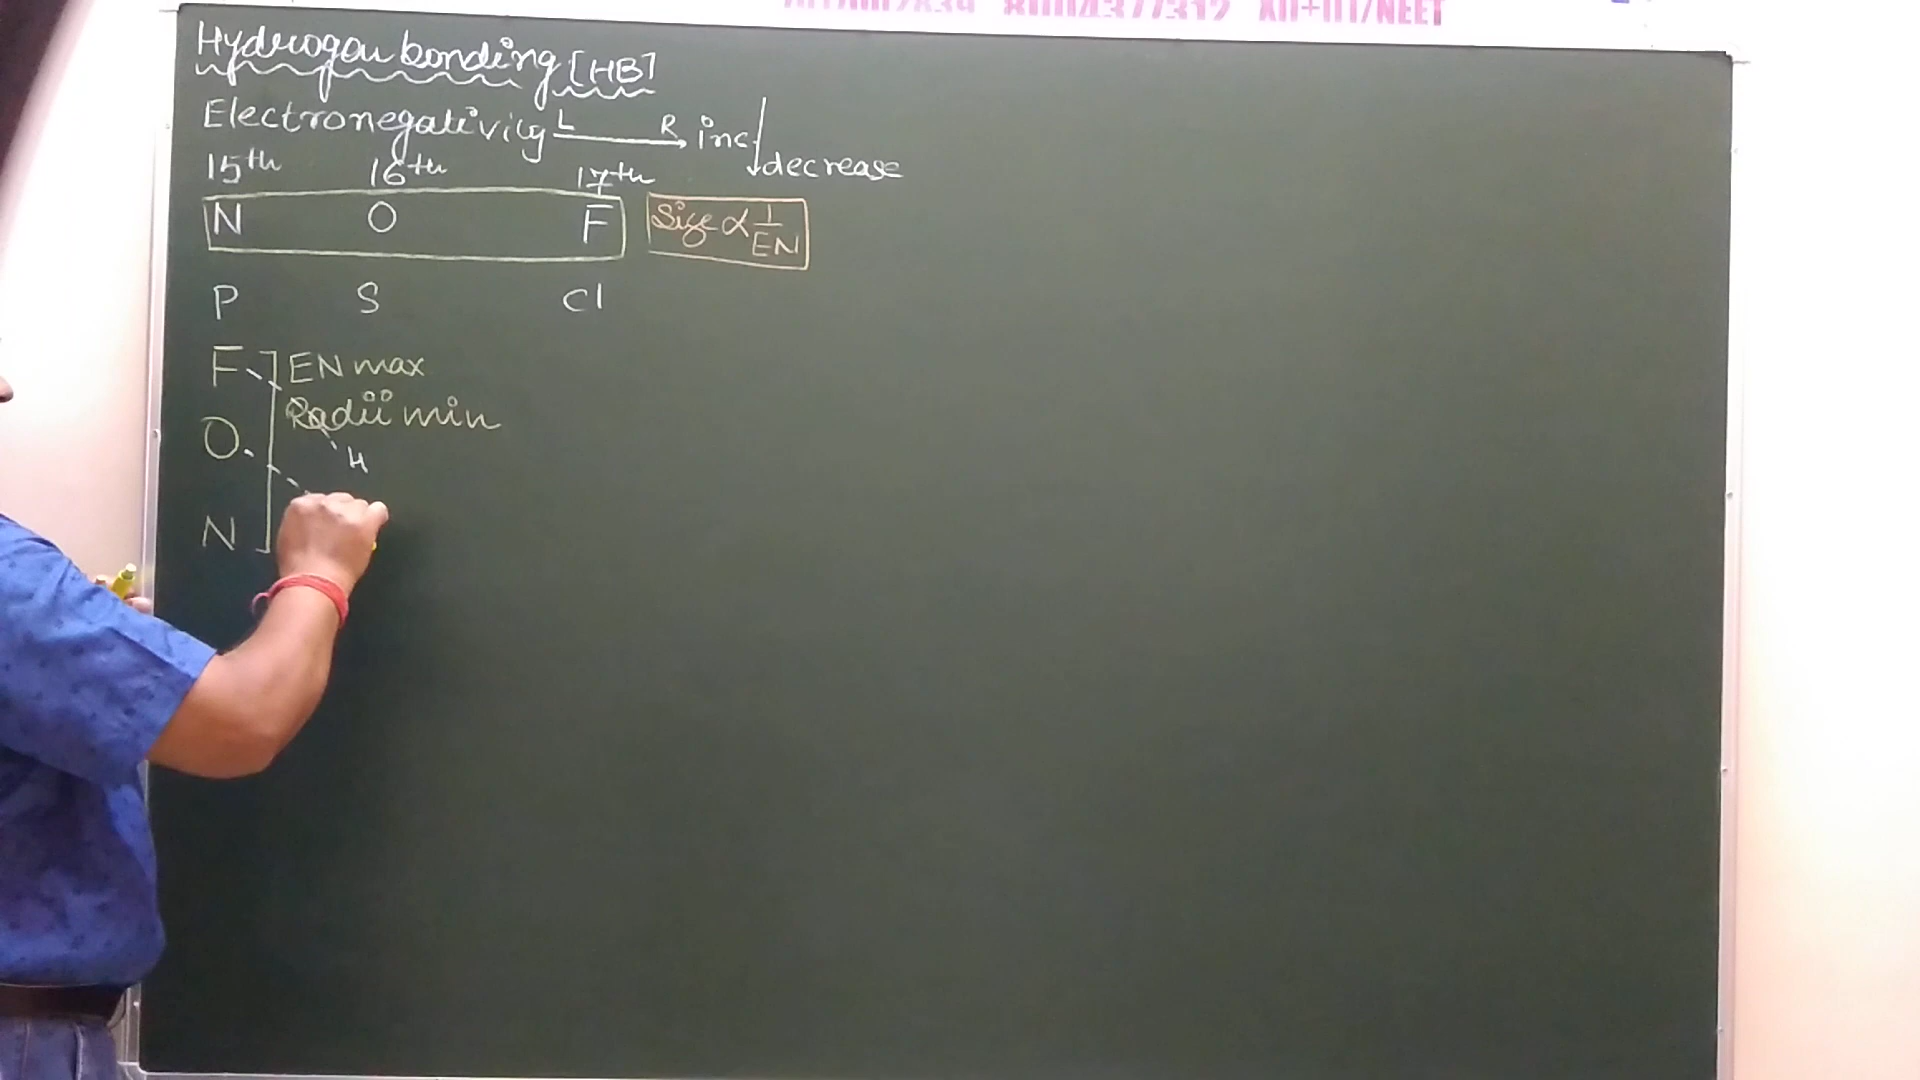 XII+IIT/NEET
Hydrogen bonding [HB]
Electronegativity L R inc decrease
15th 16th 17th
N O F Size ∝ 1/EN
P S Cl
F EN max
Radii min
O H
N